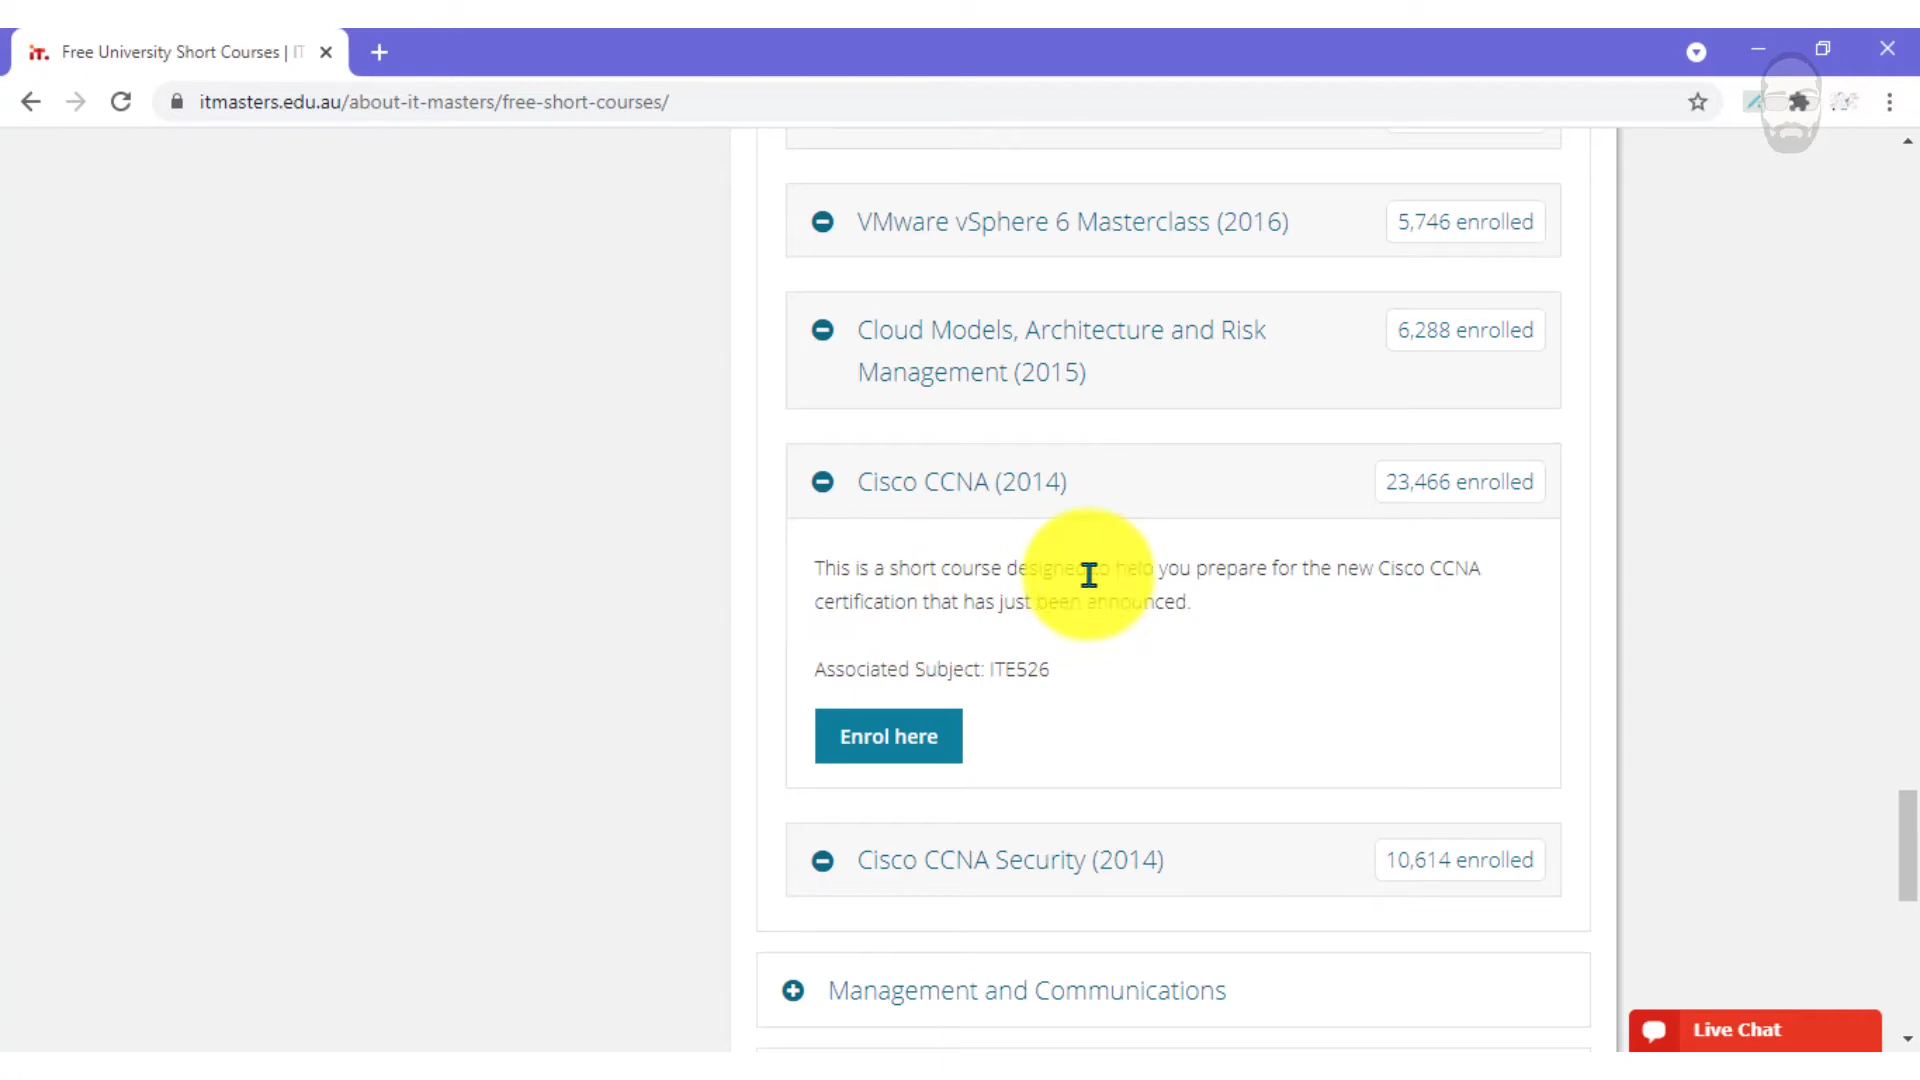 iT. Free University Short Courses | IT
itmasters.edu.au/about-it-masters/free-short-courses/
VMware vSphere 6 Masterclass (2016) 5,746 enrolled
Cloud Models, Architecture and Risk 6,288 enrolled
Management (2015)
Cisco CCNA (2014) 23,466 enrolled
This is a short course designed to help you prepare for the new Cisco CCNA
certification that has just been announced.
Associated Subject: ITE526
Enrol here
Cisco CCNA Security (2014) 10,614 enrolled
Management and Communications
Live Chat